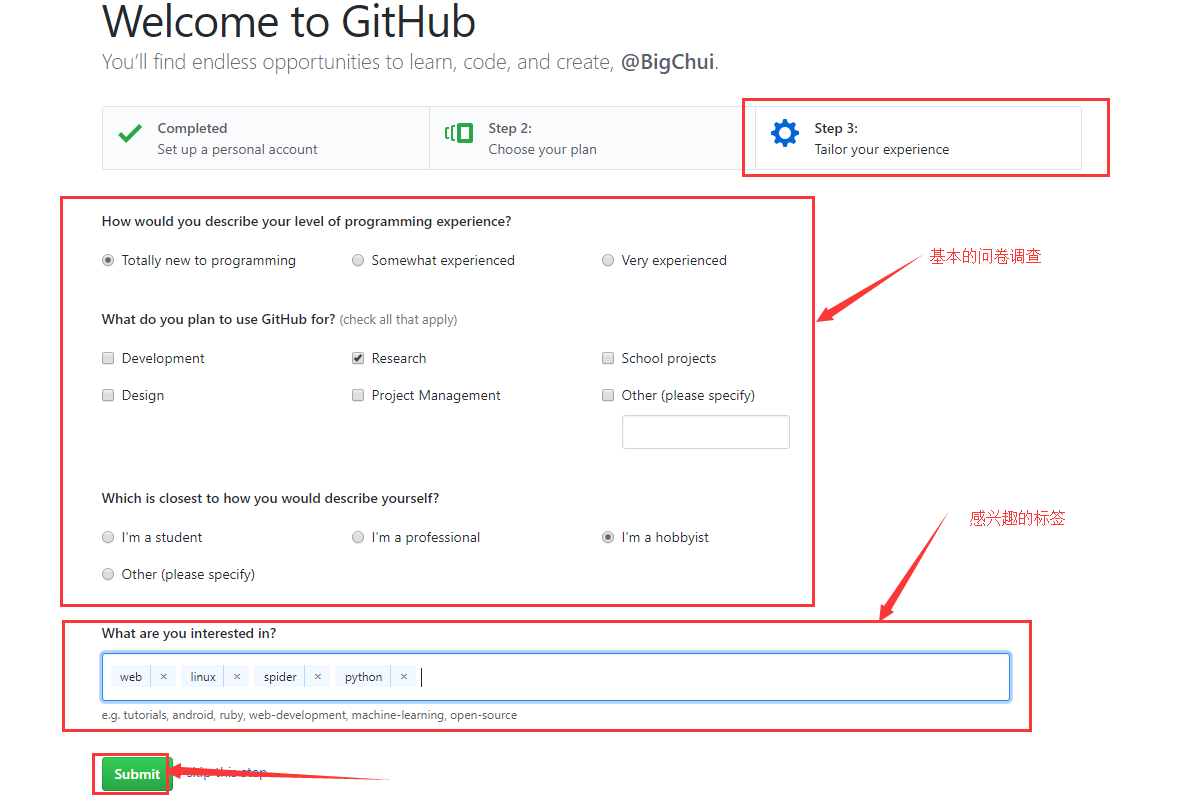 Welcome to GitHub
You’ll find endless opportunities to learn, code, and create, @BigChui.
Completed
Set up a personal account
Step 2:
Choose your plan
Step 3:
Tailor your experience
How would you describe your level of programming experience?
Totally new to programming
Somewhat experienced
Very experienced
基本的问卷调查
What do you plan to use GitHub for? (check all that apply)
Development
Research
School projects
Design
Project Management
Other (please specify)
Which is closest to how you would describe yourself?
感兴趣的标签
I'm a student
I'm a professional
I'm a hobbyist
Other (please specify)
What are you interested in?
web × linux × spider × python ×
e.g. tutorials, android, ruby, web-development, machine-learning, open-source
Submit skip this step